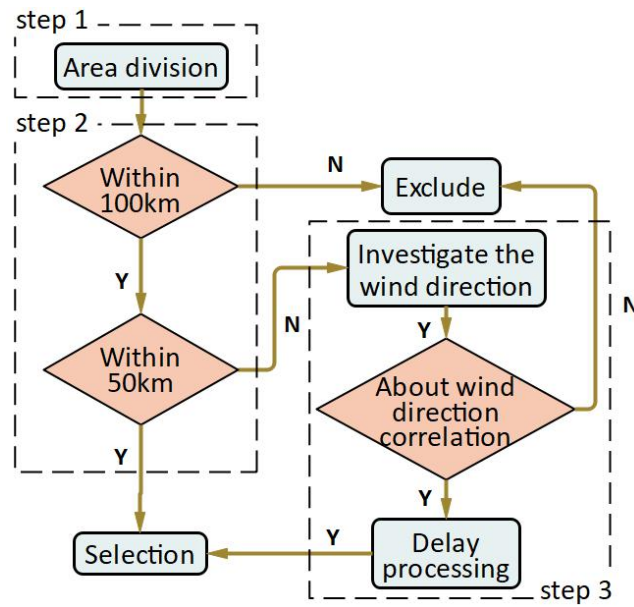 step 1
Area division
step 2
Within
100km
N
Exclude
Y
Investigate the
wind direction
N
Y
N
Within
50km
About wind
direction
correlation
Y
Y
Selection
Y
Delay
processing
step 3